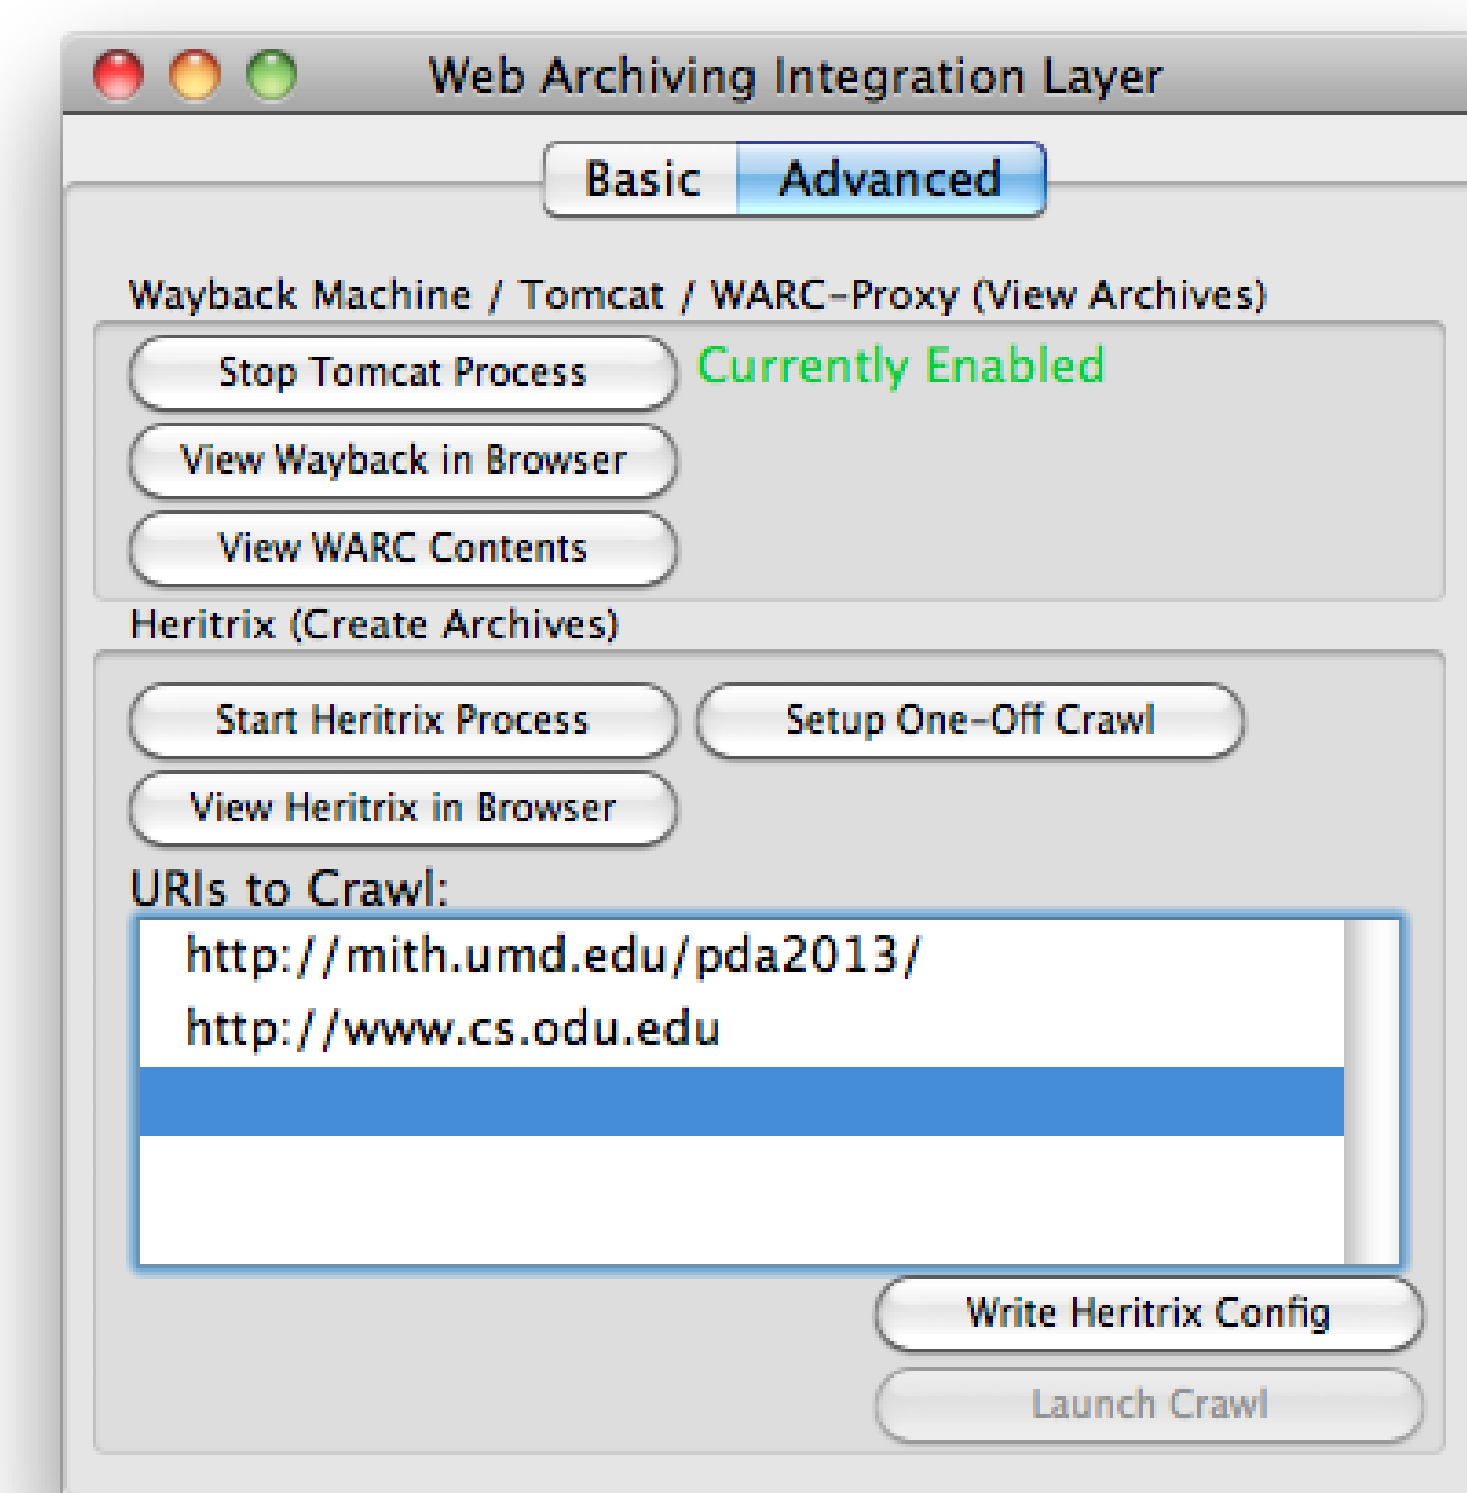 Web Archiving Integration Layer
Basic Advanced
Wayback Machine / Tomcat / WARC-Proxy (View Archives)
Stop Tomcat Process Currently Enabled
View Wayback in Browser
View WARC Contents
Heritrix (Create Archives)
Start Heritrix Process Setup One-Off Crawl
View Heritrix in Browser
URIs to Crawl:
http://mith.umd.edu/pda2013/
http://www.cs.odu.edu
Write Heritrix Config
Launch Crawl